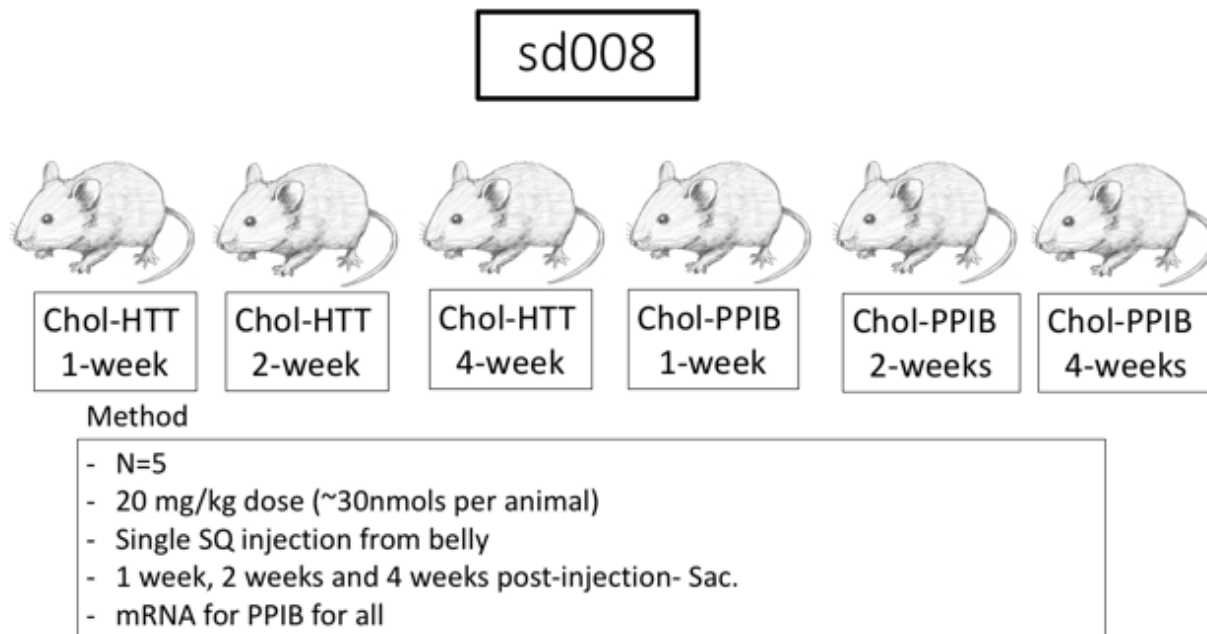 sd008
Chol-HTT
1-week
Chol-HTT
2-week
Chol-HTT
4-week
Chol-PPIB
1-week
Chol-PPIB
2-weeks
Chol-PPIB
4-weeks
Method
- N=5
- 20 mg/kg dose (~30nmols per animal)
- Single SQ injection from belly
- 1 week, 2 weeks and 4 weeks post-injection- Sac.
- mRNA for PPIB for all